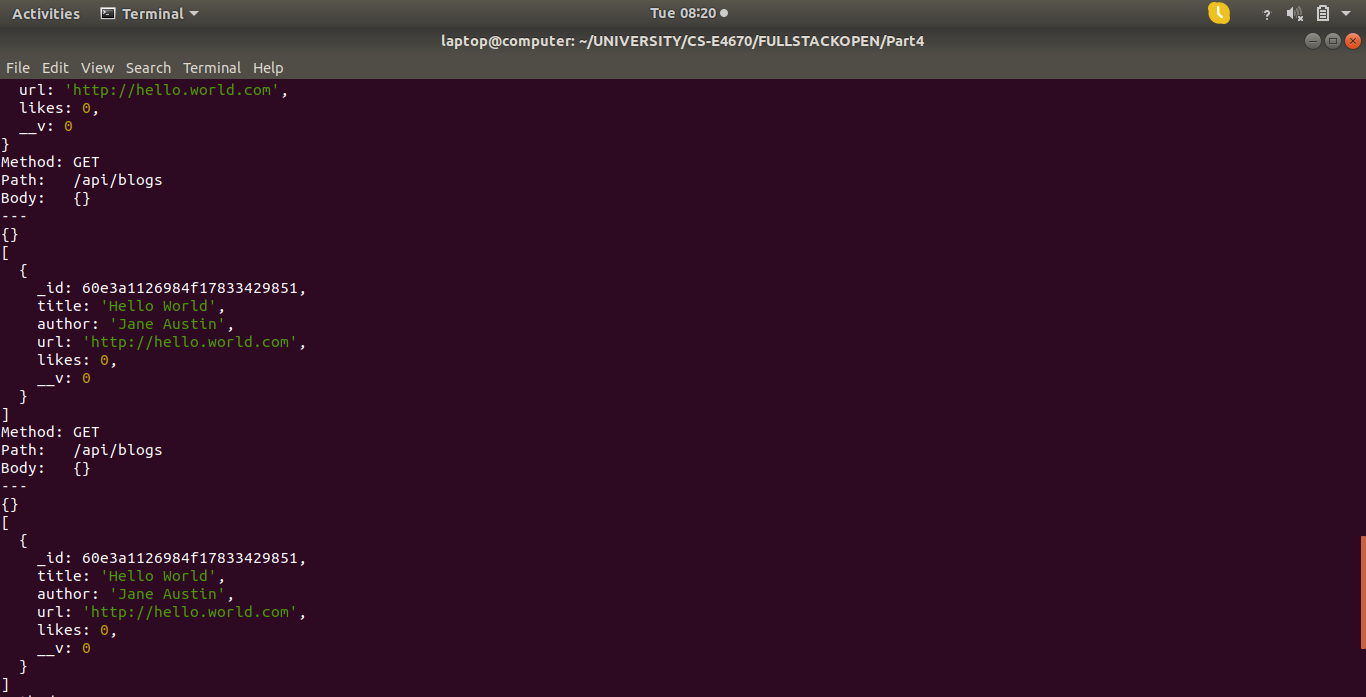 Activities Terminal Tue 08:20
laptop@computer: ~/UNIVERSITY/CS-E4670/FULLSTACKOPEN/Part4
File Edit View Search Terminal Help
url: 'http://hello.world.com',
likes: 0,
__v: 0
}
Method: GET
Path: /api/blogs
Body: {}
---
{}
[
{
_id: 60e3a1126984f17833429851,
title: 'Hello World',
author: 'Jane Austin',
url: 'http://hello.world.com',
likes: 0,
__v: 0
}
]
Method: GET
Path: /api/blogs
Body: {}
---
{}
[
{
_id: 60e3a1126984f17833429851,
title: 'Hello World',
author: 'Jane Austin',
url: 'http://hello.world.com',
likes: 0,
__v: 0
}
]